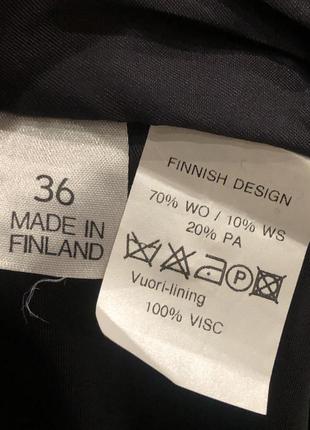 36
MADE IN
FINLAND
FINNISH DESIGN
70% WO / 10% WS
20% PA
P
Vuori-lining
100% VISC